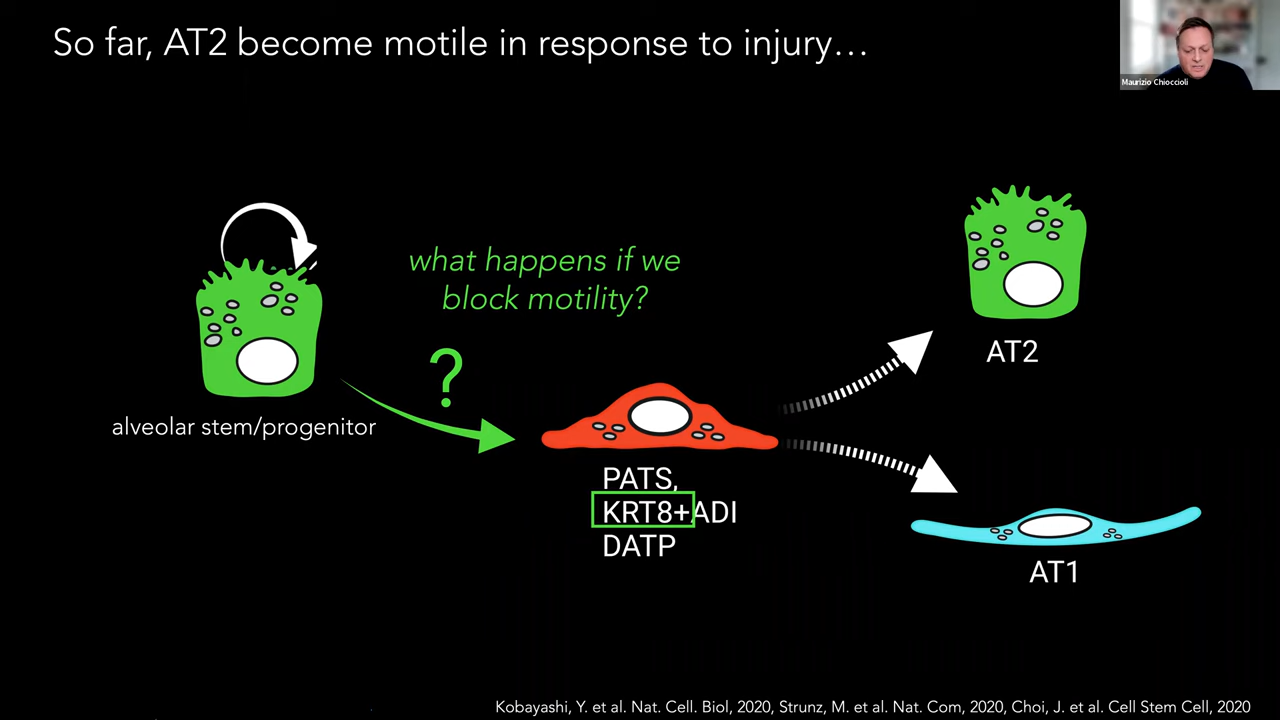 So far, AT2 become motile in response to injury…
Maurizio Chioccioli
what happens if we
block motility?
?
AT2
alveolar stem/progenitor
PATS,
KRT8+ADI
DATP
AT1
Kobayashi, Y. et al. Nat. Cell. Biol, 2020, Strunz, M. et al. Nat. Com, 2020, Choi, J. et al. Cell Stem Cell, 2020